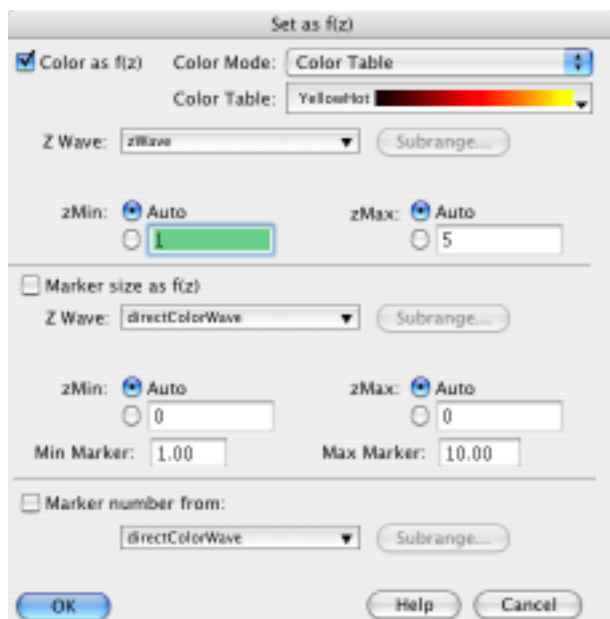 Set as f(z)
Color as f(z) Color Mode: Color Table
Color Table: YellowHot
Z Wave: zWave Subrange...
zMin: Auto zMax: Auto
1 5
Marker size as f(z)
Z Wave: directColorWave Subrange...
zMin: Auto zMax: Auto
0 0
Min Marker: 1.00 Max Marker: 10.00
Marker number from:
directColorWave Subrange...
OK Help Cancel